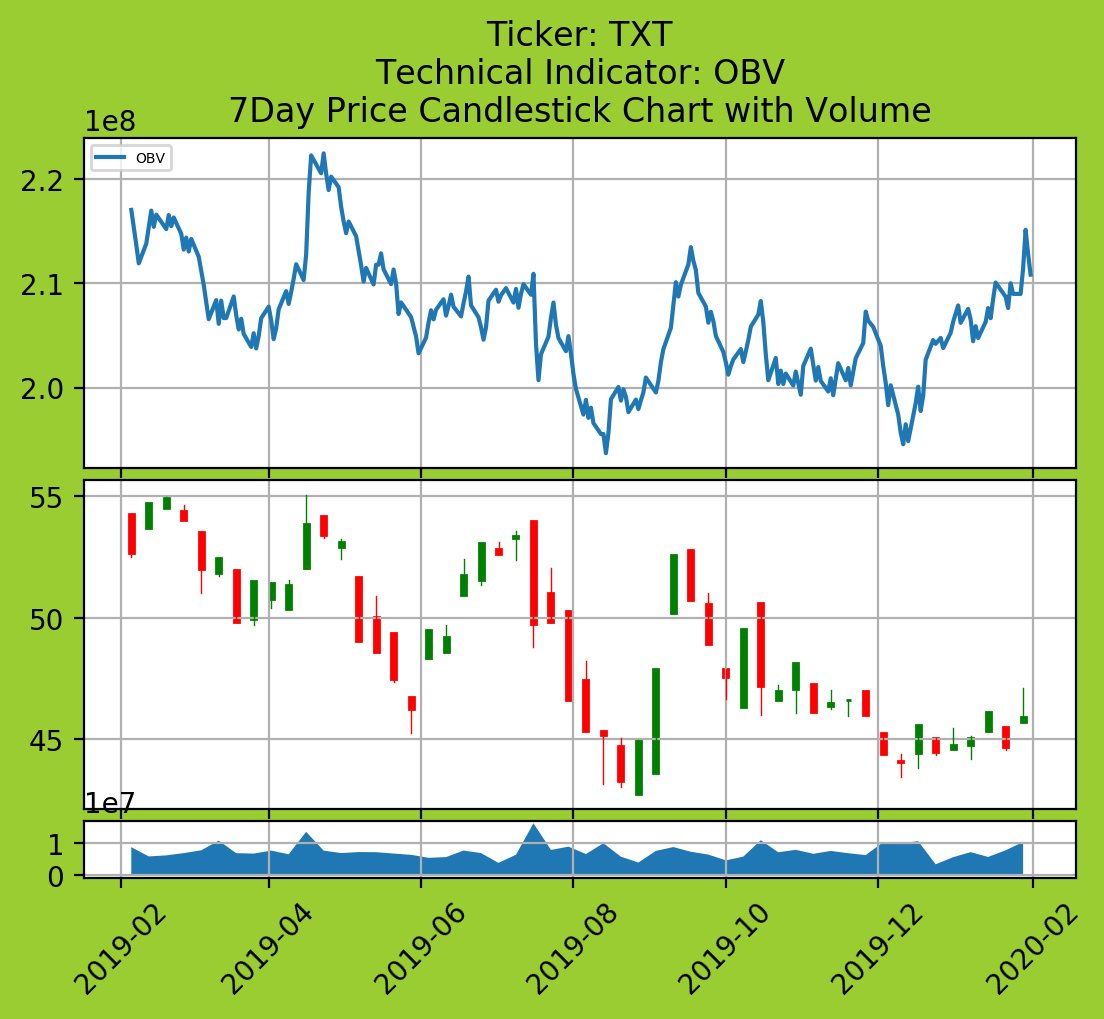 Ticker: TXT
Technical Indicator: OBV
7Day Price Candlestick Chart with Volume
1e8
OBV
2.2
2.1
2.0
55
50
45
1e7
1
0
2019-02
2019-04
2019-06
2019-08
2019-10
2019-12
2020-02